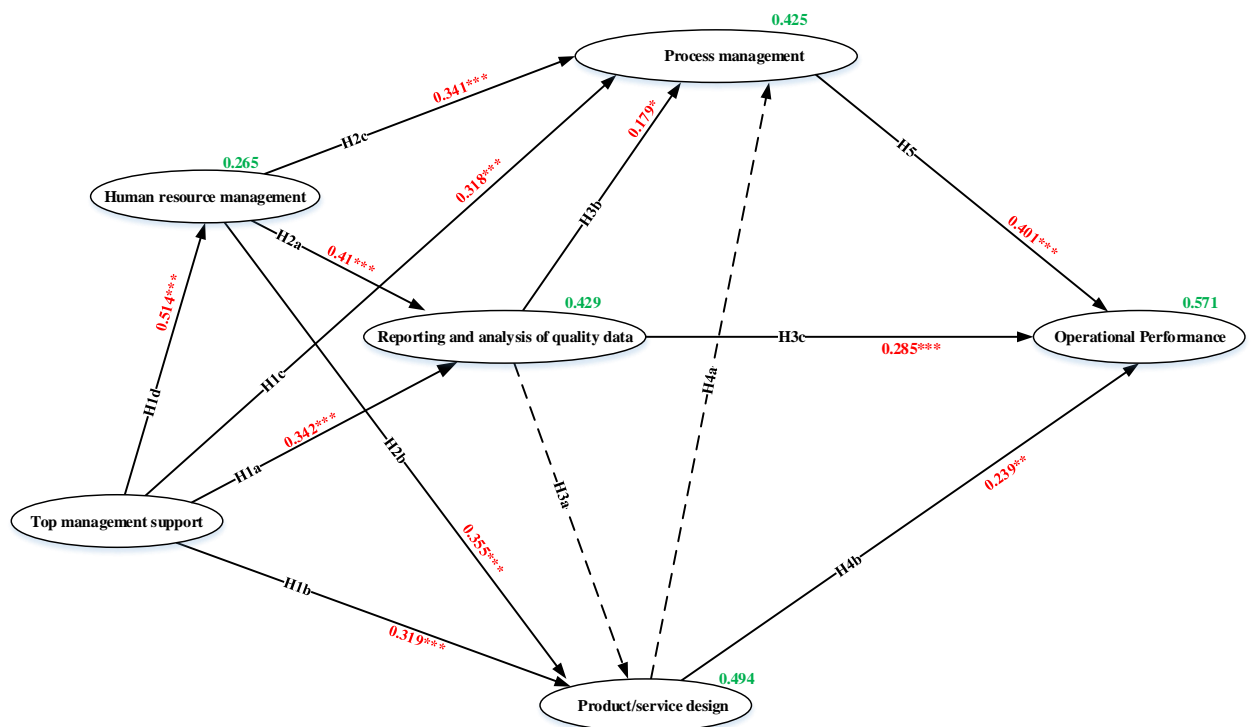 0.425
Process management
0.341***
H2c
0.179*
H5
0.265
Human resource management
0.318***
H3b
H2a
0.41***
0.401***
0.514***
0.429
Reporting and analysis of quality data
H3c
0.285***
0.571
Operational Performance
H1d
H1c
H4a
0.342***
H1a
H2b
H3a
0.239**
Top management support
0.355***
H1b
H4b
0.319***
0.494
Product/service design